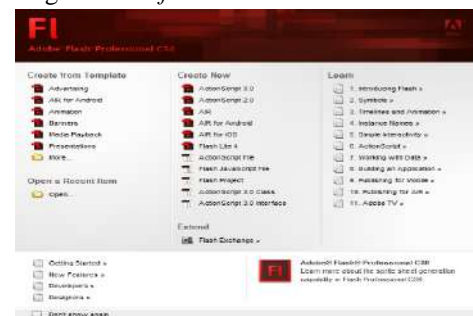 Fl
Adobe Flash Professional CS6
Create from Template
Advertising
AIR for Android
Animation
Banners
Media Playback
Presentations
More...
Open a Recent Item
Open...
Create New
ActionScript 3.0
ActionScript 2.0
AIR
AIR for Android
AIR for iOS
Flash Lite 4
ActionScript File
Flash JavaScript File
Flash Project
ActionScript 3.0 Class
ActionScript 3.0 Interface
Extend
Flash Exchange »
Learn
1. Introducing Flash »
2. Symbols »
3. Timelines and Animation »
4. Instance Names »
5. Simple Interactivity »
6. ActionScript »
7. Working with Data »
8. Building an Application »
9. Publishing for Mobile »
10. Publishing for AIR »
11. Adobe TV »
Getting Started »
New Features »
Developers »
Designers »
Fl
Adobe® Flash® Professional CS6
Learn more about the sprite sheet generation
capability in Flash Professional CS6.
Don't show again